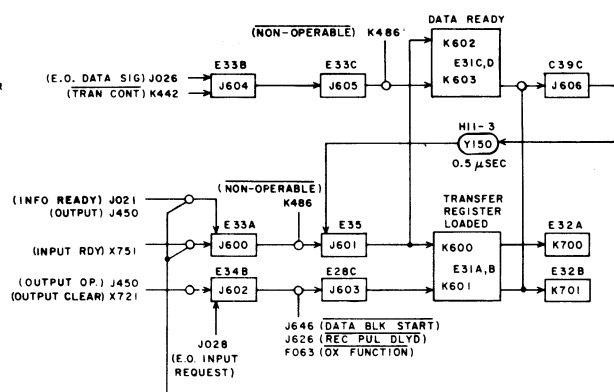 DATA READY
(NON-OPERABLE) K486
K602
E33B
E33C
E31C,D
C39C
(E.O. DATA SIG) J026
J604
J605
K603
J606
(TRAN CONT) K442
H11-3
Y150
0.5 μSEC
(INFO READY) J021
(NON-OPERABLE)
TRANSFER
REGISTER
LOADED
(OUTPUT) J450
K486
E33A
E35
E32A
(INPUT RDY) X751
J600
J601
K600
K700
E31A,B
(OUTPUT OP.) J450
E34B
E28C
E32B
(OUTPUT CLEAR) X721
J602
J603
K601
K701
J646 (DATA BLK START)
J028
J626 (REC PUL DLYD)
(E.O. INPUT
F063 (OX FUNCTION)
REQUEST)